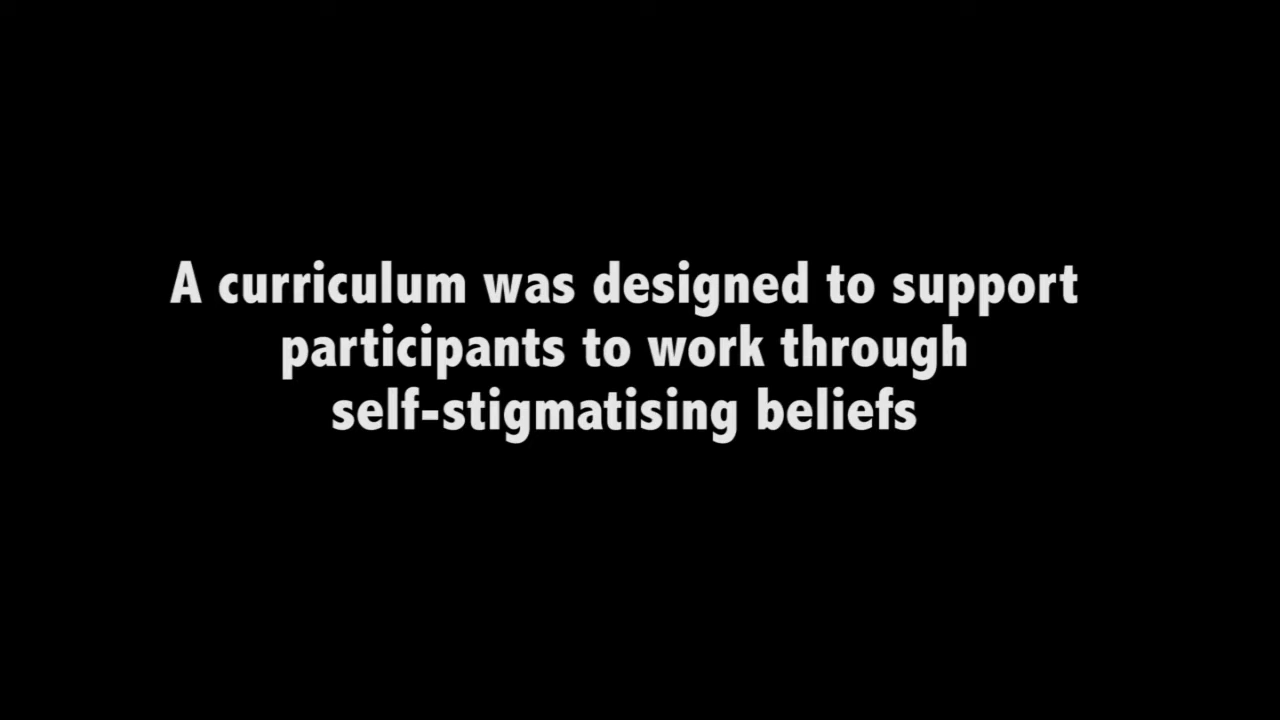 A curriculum was designed to support
participants to work through
self-stigmatising beliefs